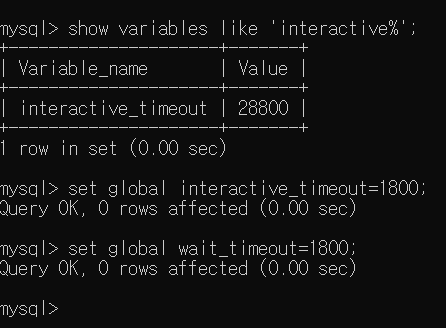 mysql> show variables like 'interactive%';
+---------------------+-------+
| Variable_name       | Value |
+---------------------+-------+
| interactive_timeout | 28800 |
+---------------------+-------+
1 row in set (0.00 sec)
mysql> set global interactive_timeout=1800;
Query OK, 0 rows affected (0.00 sec)
mysql> set global wait_timeout=1800;
Query OK, 0 rows affected (0.00 sec)
mysql>